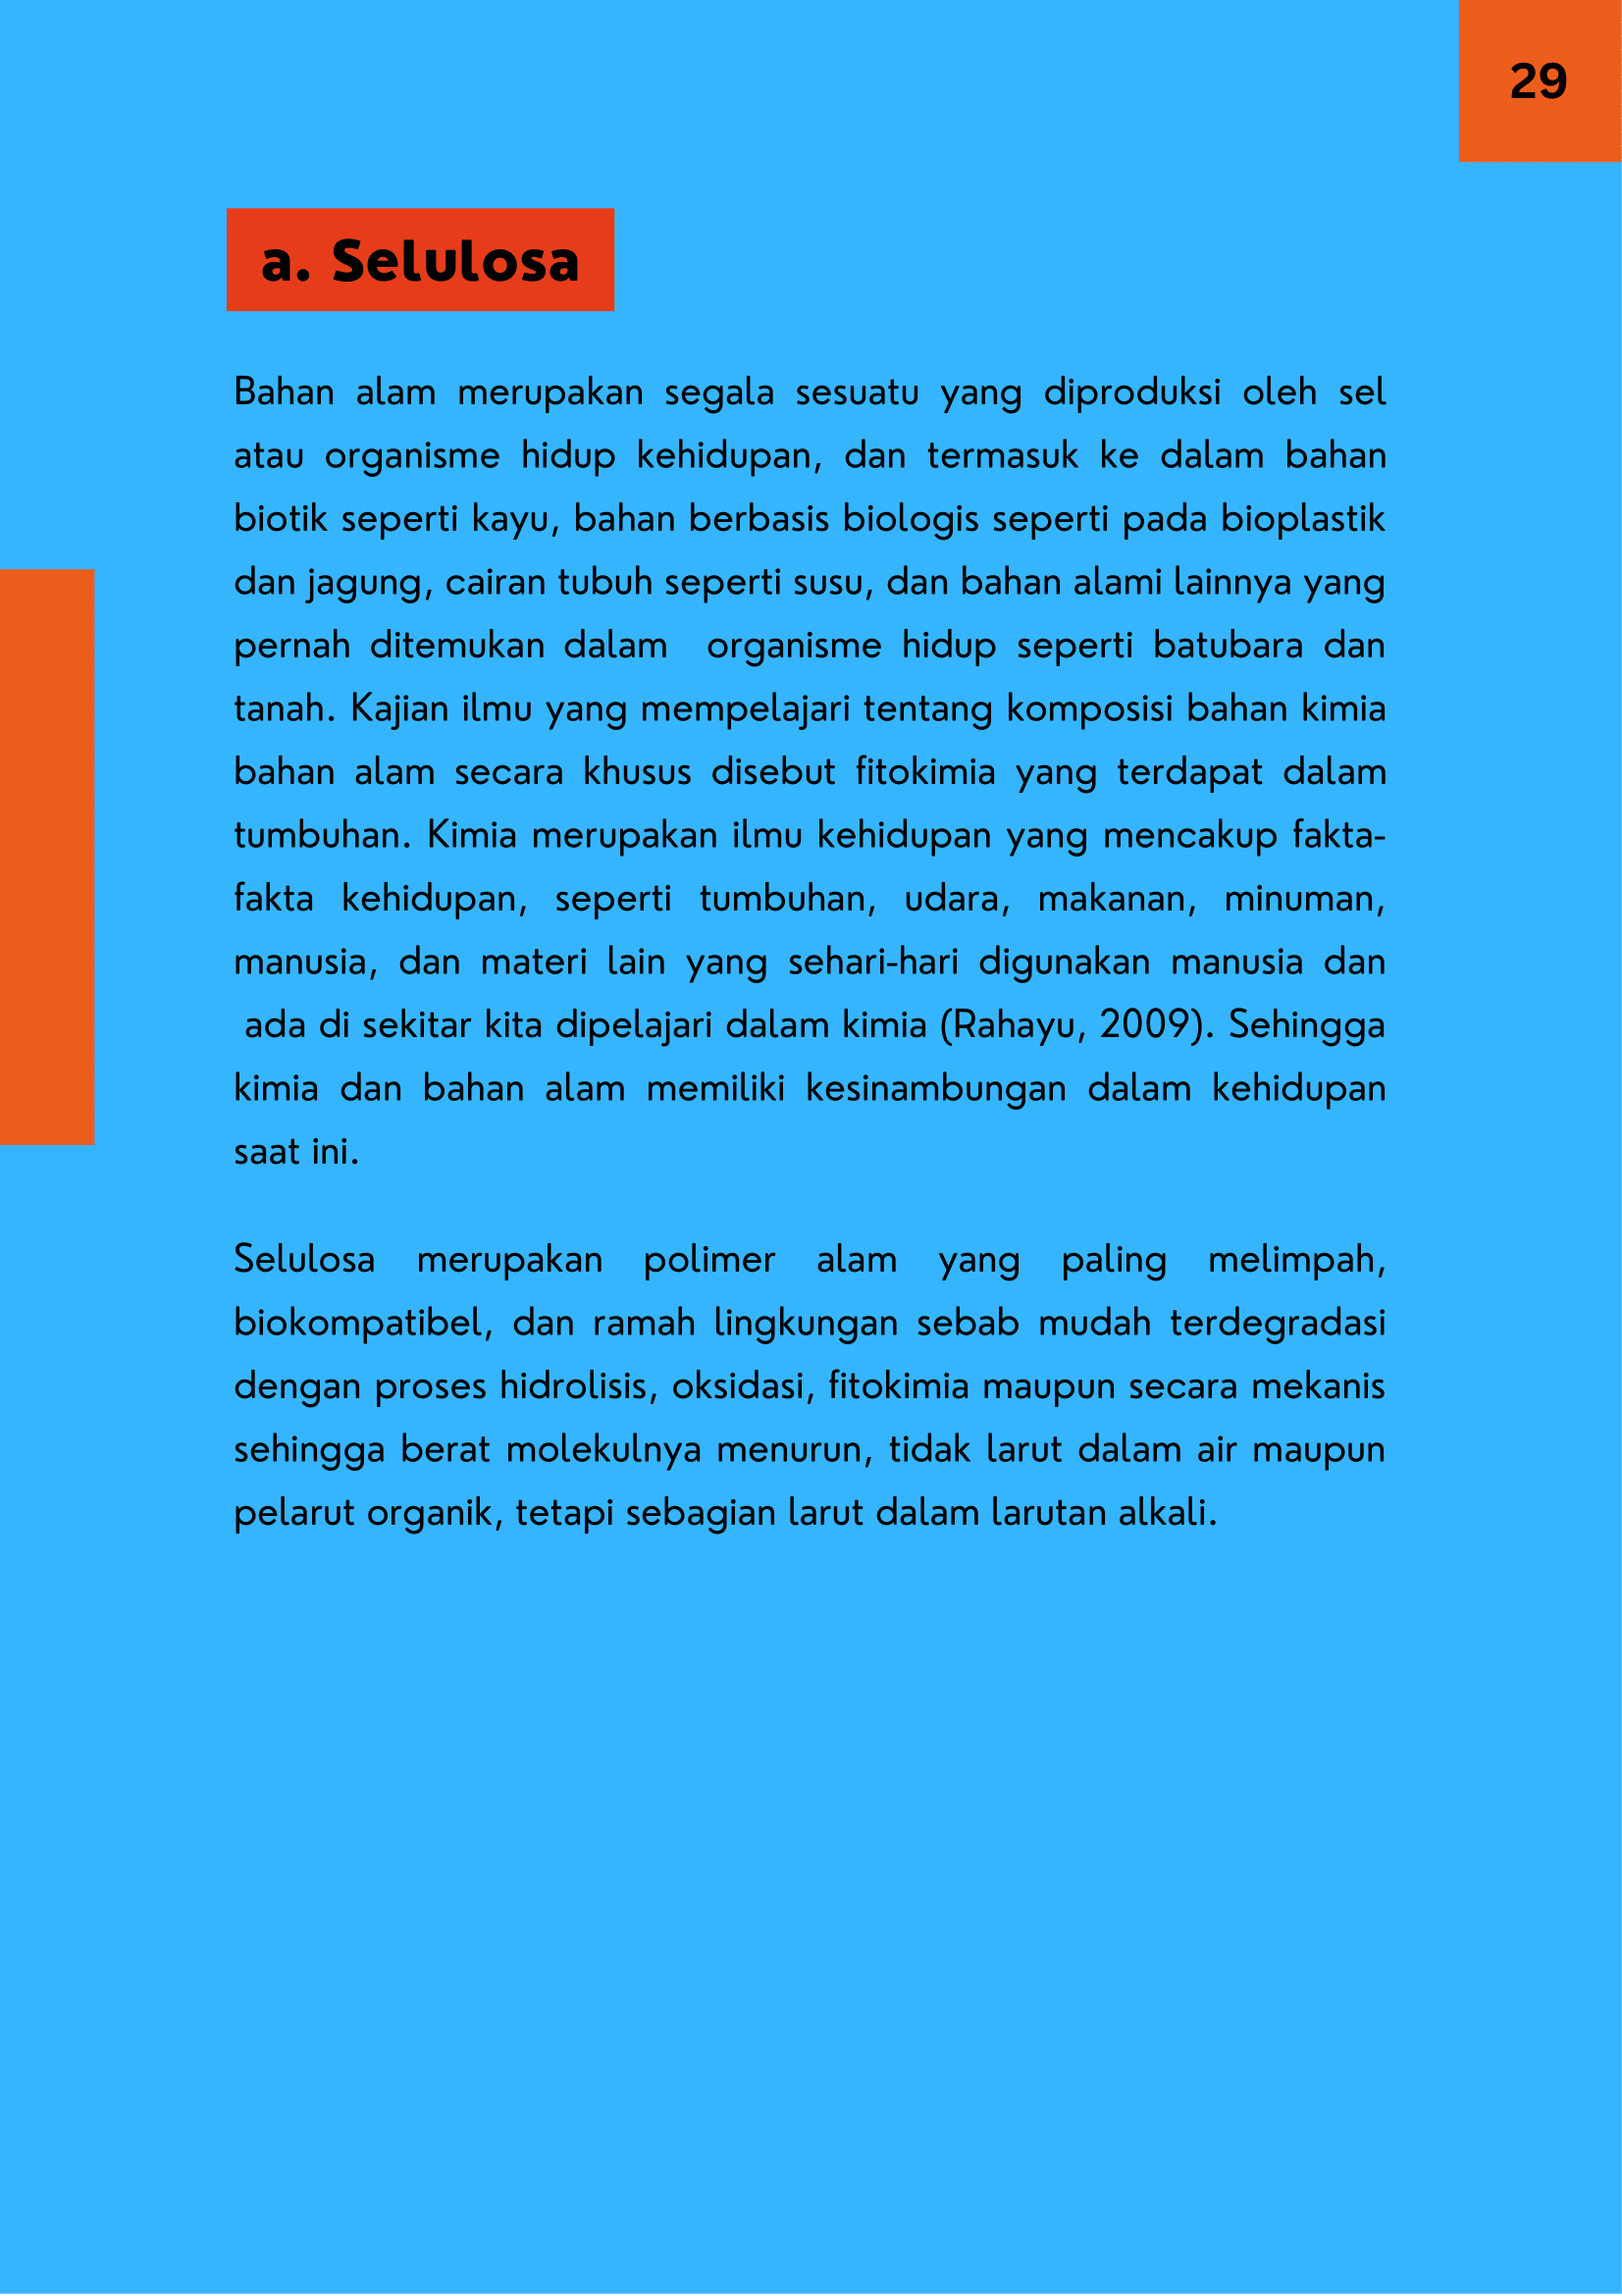 29
a. Selulosa
Bahan alam merupakan segala sesuatu yang diproduksi oleh sel
atau organisme hidup kehidupan, dan termasuk ke dalam bahan
biotik seperti kayu, bahan berbasis biologis seperti pada bioplastik
dan jagung, cairan tubuh seperti susu, dan bahan alami lainnya yang
pernah ditemukan dalam organisme hidup seperti batubara dan
tanah. Kajian ilmu yang mempelajari tentang komposisi bahan kimia
bahan alam secara khusus disebut fitokimia yang terdapat dalam
tumbuhan. Kimia merupakan ilmu kehidupan yang mencakup fakta-
fakta kehidupan, seperti tumbuhan, udara, makanan, minuman,
manusia, dan materi lain yang sehari-hari digunakan manusia dan
ada di sekitar kita dipelajari dalam kimia (Rahayu, 2009). Sehingga
kimia dan bahan alam memiliki kesinambungan dalam kehidupan
saat ini.
Selulosa merupakan polimer alam yang paling melimpah,
biokompatibel, dan ramah lingkungan sebab mudah terdegradasi
dengan proses hidrolisis, oksidasi, fitokimia maupun secara mekanis
sehingga berat molekulnya menurun, tidak larut dalam air maupun
pelarut organik, tetapi sebagian larut dalam larutan alkali.